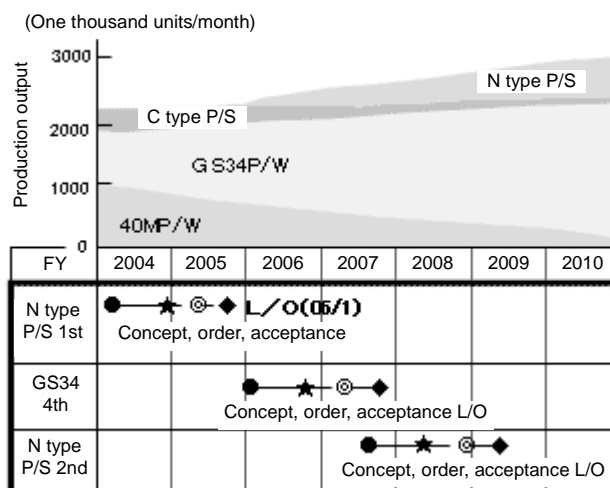 (One thousand units/month)
Production output
3000
N type P/S
C type P/S
2000
GS34P/W
1000
40MP/W
0
FY 2004 2005 2006 2007 2008 2009 2010
N type
P/S 1st
L/O(05/1)
Concept, order, acceptance
GS34
4th
Concept, order, acceptance L/O
N type
P/S 2nd
Concept, order, acceptance L/O